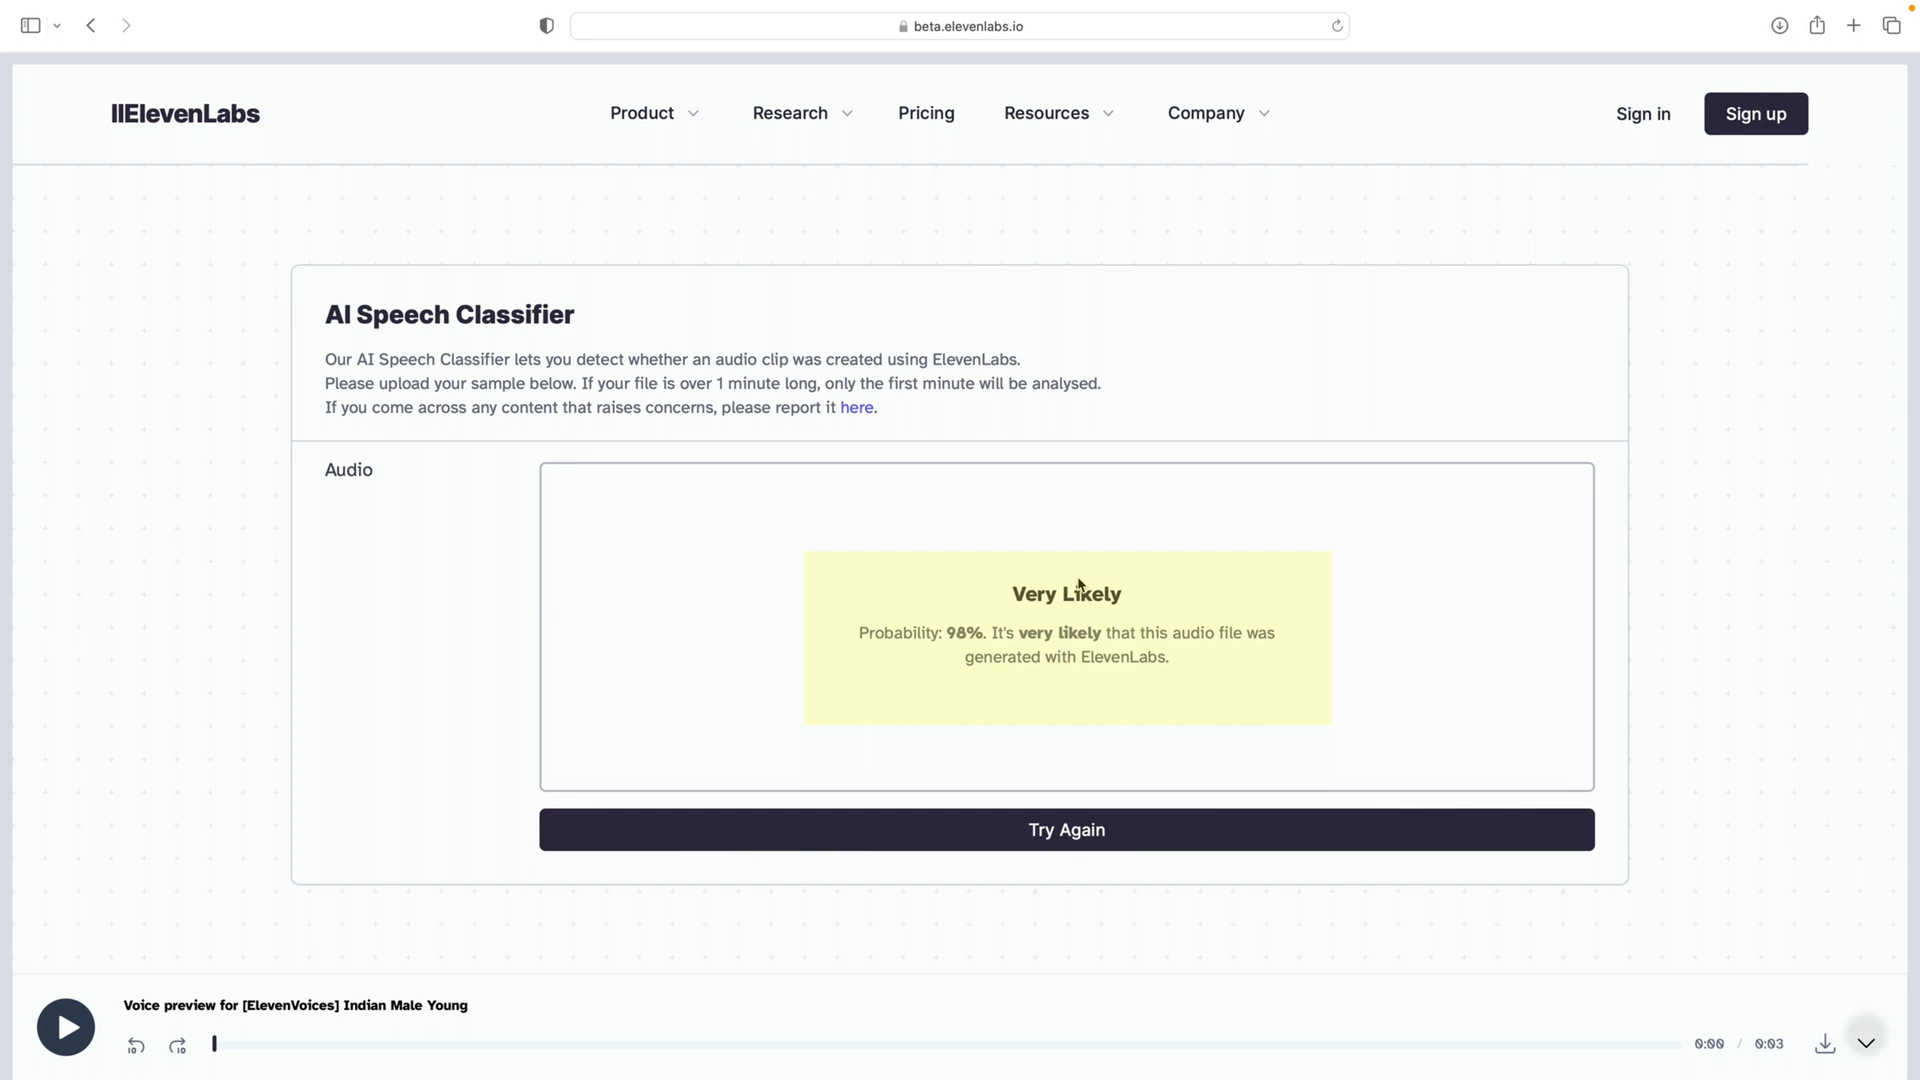 beta.elevenlabs.io
IIElevenLabs
Product
Research
Pricing
Resources
Company
Sign in
Sign up
AI Speech Classifier
Our AI Speech Classifier lets you detect whether an audio clip was created using ElevenLabs.
Please upload your sample below. If your file is over 1 minute long, only the first minute will be analysed.
If you come across any content that raises concerns, please report it here.
Audio
Very Likely
Probability: 98%. It's very likely that this audio file was
generated with ElevenLabs.
Try Again
Voice preview for [ElevenVoices] Indian Male Young
10
10
0:00 / 0:03